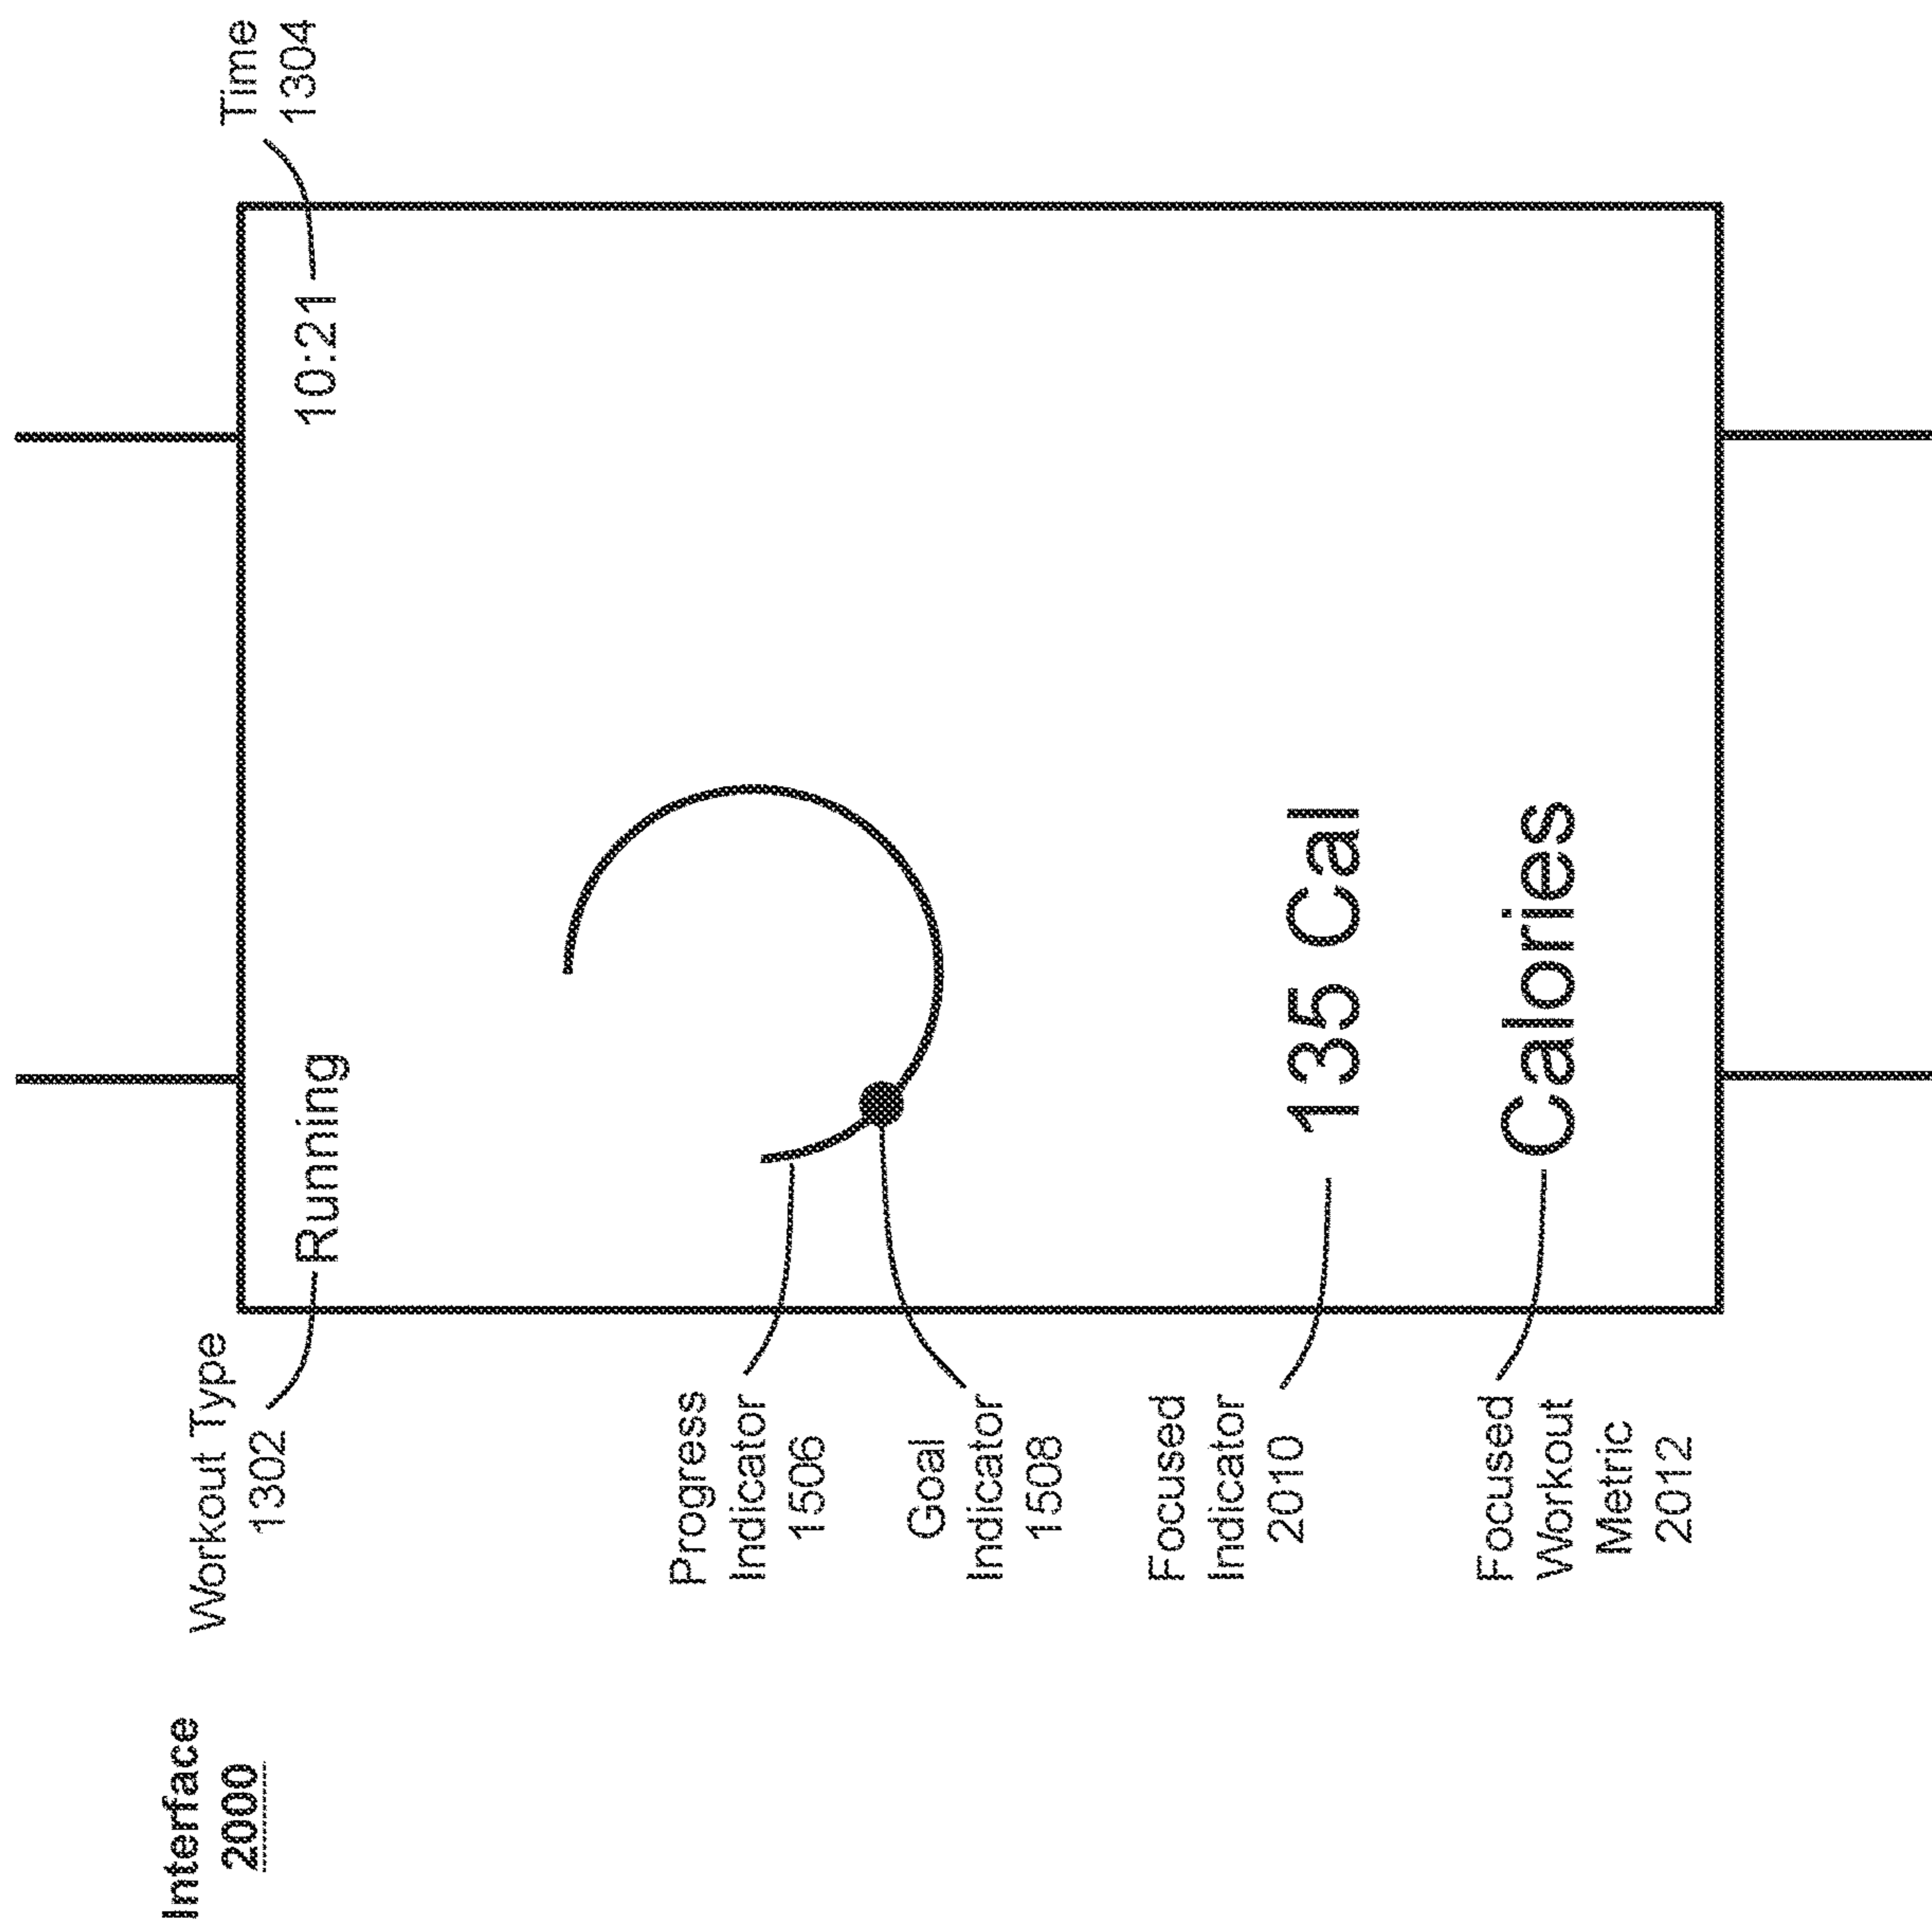 Interface
2000
Workout Type
1302
Running
10:21
Time
1304
Progress
Indicator
1506
Goal
Indicator
1508
Focused
Indicator
2010
135 Cal
Focused
Workout
Metric
2012
Calories